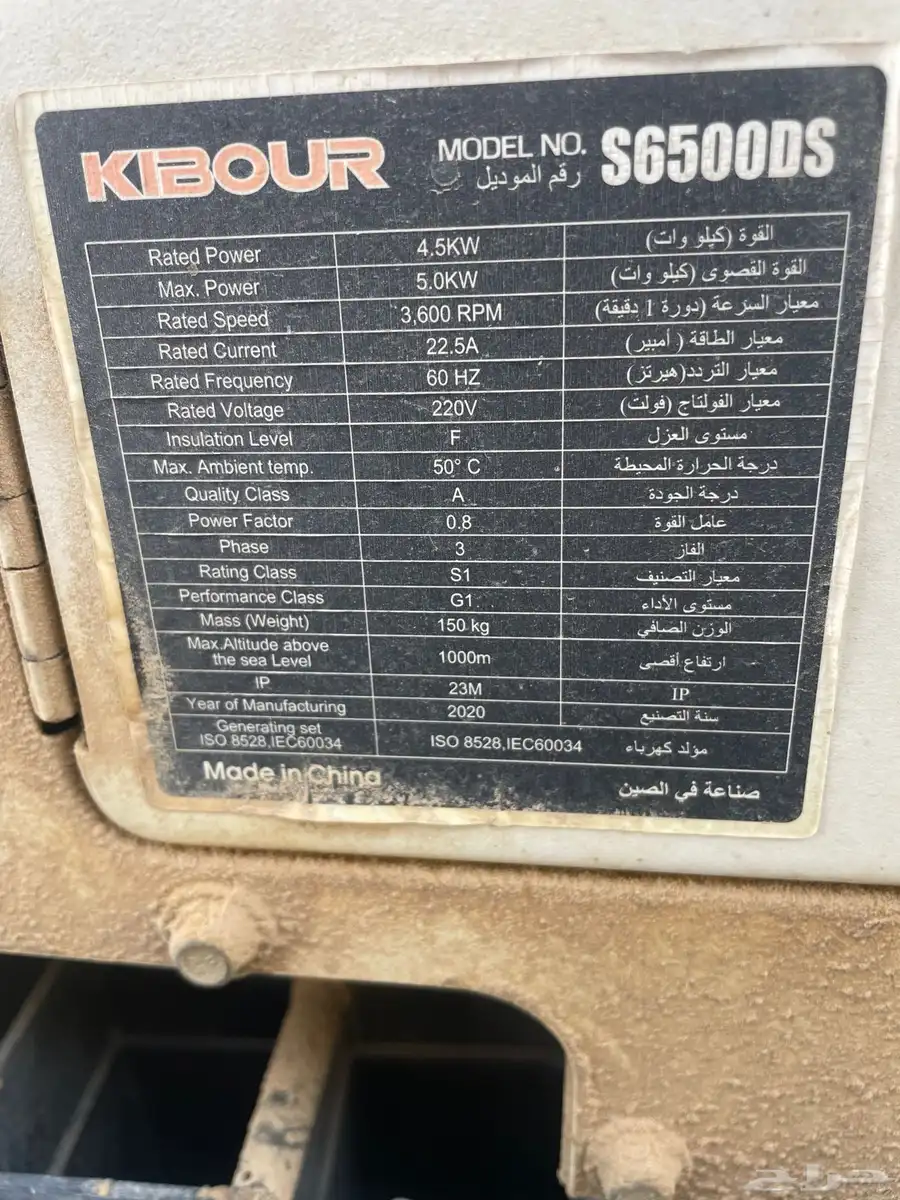 KIBOUR MODEL NO. S6500DS
رقم الموديل
Rated Power 4.5KW القوة (كيلو وات)
Max. Power 5.0KW القوة القصوى (كيلو وات)
Rated Speed 3,600 RPM معيار السرعة (دورة 1 دقيقة)
Rated Current 22.5A معيار الطاقة ( أمبير)
Rated Frequency 60 HZ معيار التردد(هيرتز)
Rated Voltage 220V معيار الفولتاج (فولت)
Insulation Level F مستوى العزل
Max. Ambient temp. 50° C درجة الحرارة المحيطة
Quality Class A درجة الجودة
Power Factor 0.8 عامل القوة
Phase 3 الفاز
Rating Class S1 معيار التصنيف
Performance Class G1 مستوى الأداء
Mass (Weight) 150 kg الوزن الصافي
Max.Altitude above
the sea Level 1000m ارتفاع أقصى
IP 23M IP
Year of Manufacturing 2020 سنة التصنيع
Generating set
ISO 8528,IEC60034 ISO 8528,IEC60034 مولد كهرباء
Made in China صناعة في الصين
حراج